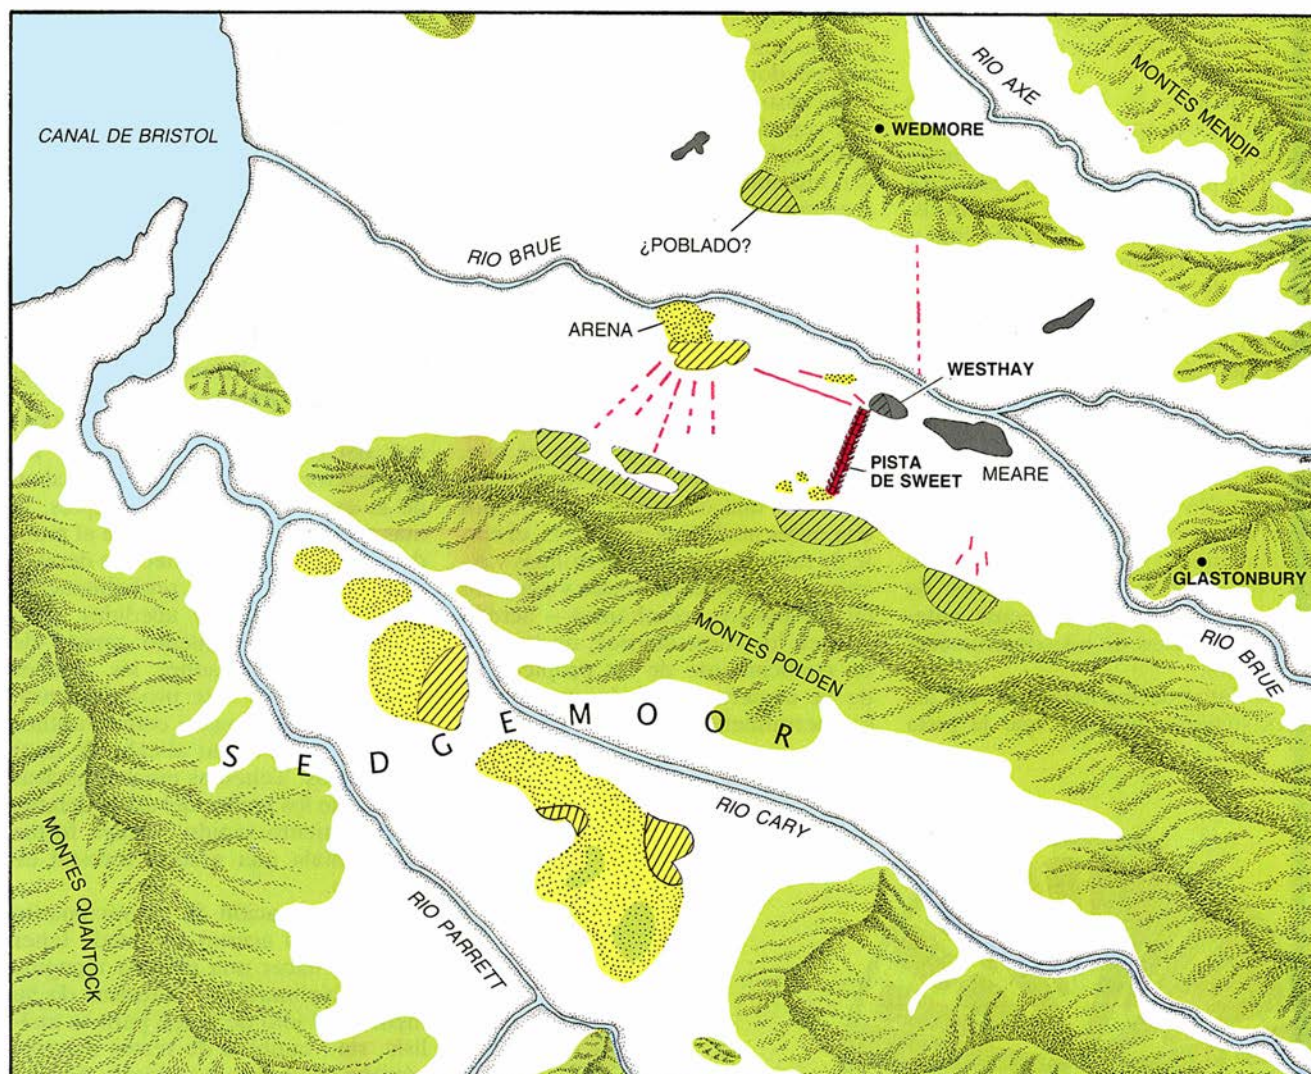 RIO AXE
MONTES MENDIP
CANAL DE BRISTOL
WEDMORE
¿POBLADO?
RIO BRUE
ARENA
WESTHAY
PISTA
DE SWEET
MEARE
GLASTONBURY
MONTES POLDEN
RIO BRUE
SEDGEMOOR
RIO CARY
MONTES QUANTOCK
RIO PARRETT